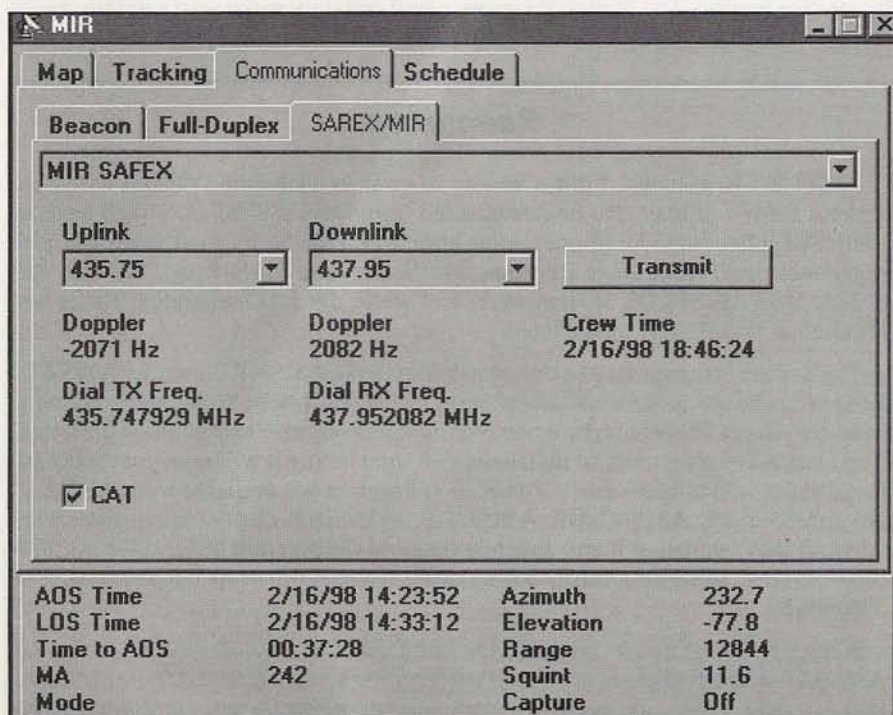 MIR
Map Tracking Communications Schedule
Beacon Full-Duplex SAREX/MIR
MIR SAFEX
Uplink Downlink
435.75 437.95 Transmit
Doppler Doppler Crew Time
-2071 Hz 2082 Hz 2/16/98 18:46:24
Dial TX Freq. Dial RX Freq.
435.747929 MHz 437.952082 MHz
CAT
AOS Time 2/16/98 14:23:52 Azimuth 232.7
LOS Time 2/16/98 14:33:12 Elevation -77.8
Time to AOS 00:37:28 Range 12844
MA 242 Squint 11.6
Mode Capture Off